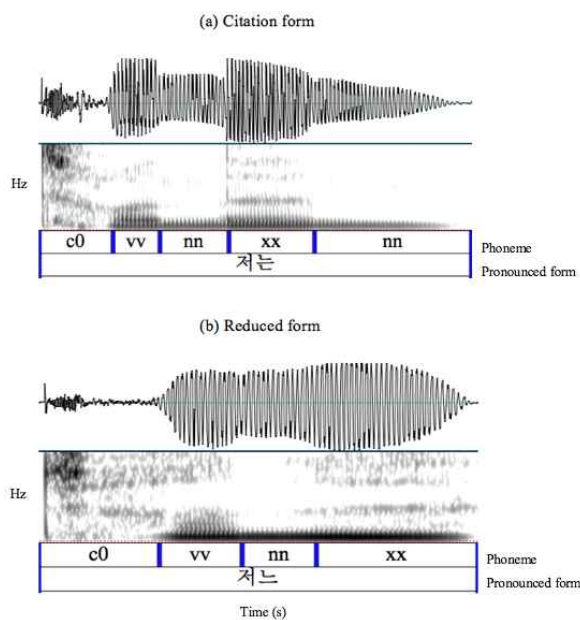 (a) Citation form
Hz
c0 vv nn xx nn Phoneme
저는 Pronounced form
(b) Reduced form
Hz
c0 vv nn xx Phoneme
저느 Pronounced form
Time (s)